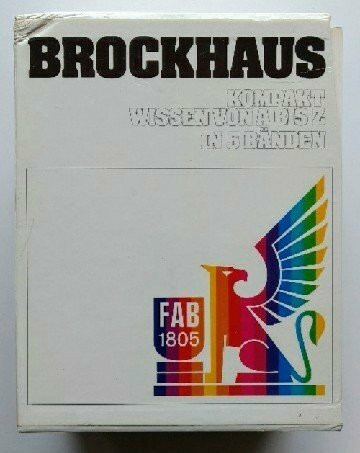 BROCKHAUS
KOMPAKT
WISSEN VON A BIS Z
IN 5 BÄNDEN
FAB
1805